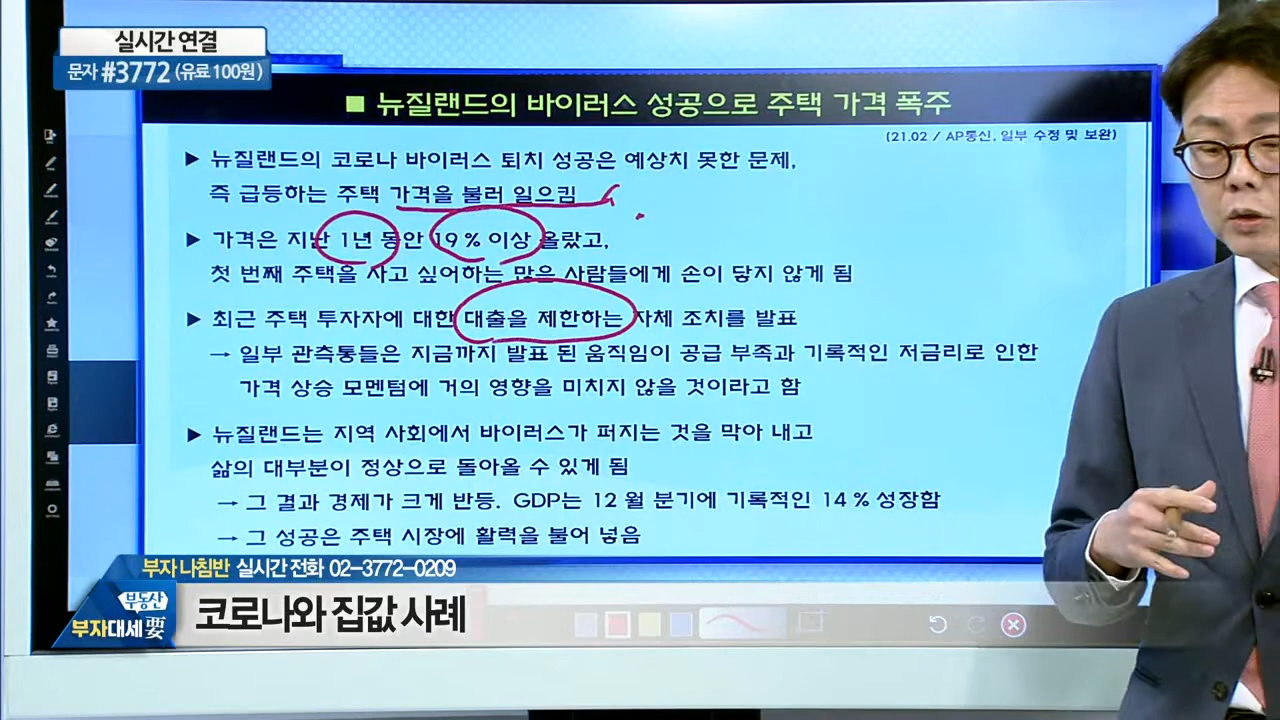 실시간 연결
문자 #3772 (유료 100원)
■ 뉴질랜드의 바이러스 성공으로 주택 가격 폭주
(21.02 / AP통신, 일부 수정 및 보완)
▶ 뉴질랜드의 코로나 바이러스 퇴치 성공은 예상치 못한 문제,
즉 급등하는 주택 가격을 불러 일으킴
▶ 가격은 지난 1년 동안 19 % 이상 올랐고,
첫 번째 주택을 사고 싶어하는 많은 사람들에게 손이 닿지 않게 됨
▶ 최근 주택 투자자에 대한 대출을 제한하는 자체 조치를 발표
→ 일부 관측통들은 지금까지 발표 된 움직임이 공급 부족과 기록적인 저금리로 인한
가격 상승 모멘텀에 거의 영향을 미치지 않을 것이라고 함
▶ 뉴질랜드는 지역 사회에서 바이러스가 퍼지는 것을 막아 내고
삶의 대부분이 정상으로 돌아올 수 있게 됨
→ 그 결과 경제가 크게 반등. GDP는 12 월 분기에 기록적인 14 % 성장함
→ 그 성공은 주택 시장에 활력을 불어 넣음
부자 나침반 실시간 전화 02-3772-0209
부동산
부자대세 要
코로나와 집값 사례